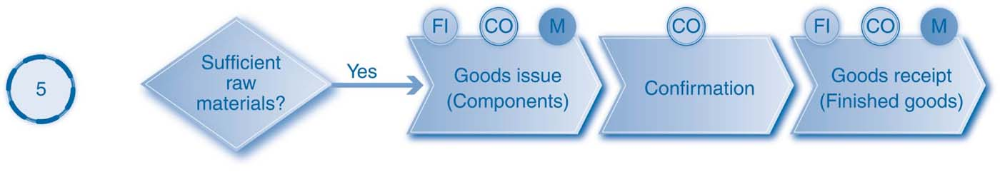 5
Sufficient
raw
materials?
Yes
FI CO M
Goods issue
(Components)
CO
Confirmation
FI CO M
Goods receipt
(Finished goods)